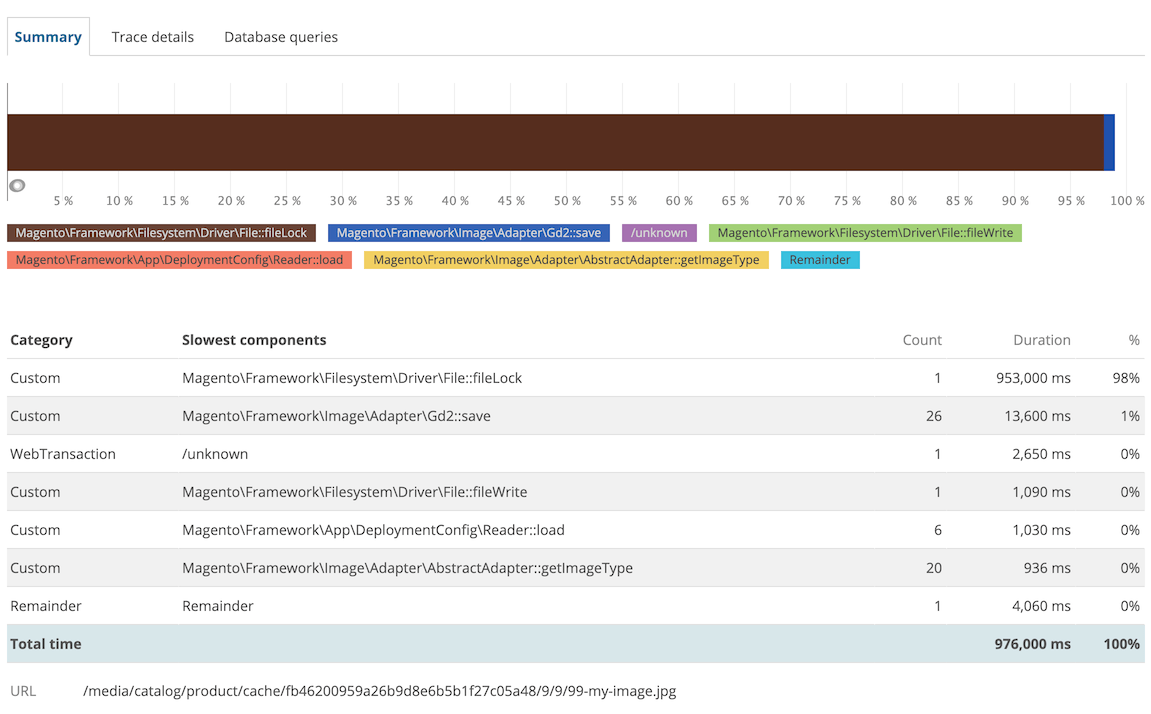 Summary Trace details Database queries
5 % 10 % 15 % 20 % 25 % 30 % 35 % 40 % 45 % 50 % 55 % 60 % 65 % 70 % 75 % 80 % 85 % 90 % 95 % 100 %
Magento\Framework\Filesystem\Driver\File::fileLock Magento\Framework\Image\Adapter\Gd2::save /unknown Magento\Framework\Filesystem\Driver\File::fileWrite
Magento\Framework\App\DeploymentConfig\Reader::load Magento\Framework\Image\Adapter\AbstractAdapter::getImageType Remainder
Category Slowest components Count Duration %
Custom Magento\Framework\Filesystem\Driver\File::fileLock 1 953,000 ms 98%
Custom Magento\Framework\Image\Adapter\Gd2::save 26 13,600 ms 1%
WebTransaction /unknown 1 2,650 ms 0%
Custom Magento\Framework\Filesystem\Driver\File::fileWrite 1 1,090 ms 0%
Custom Magento\Framework\App\DeploymentConfig\Reader::load 6 1,030 ms 0%
Custom Magento\Framework\Image\Adapter\AbstractAdapter::getImageType 20 936 ms 0%
Remainder Remainder 1 4,060 ms 0%
Total time 976,000 ms 100%
URL /media/catalog/product/cache/fb46200959a26b9d8e6b5b1f27c05a48/9/9/99-my-image.jpg